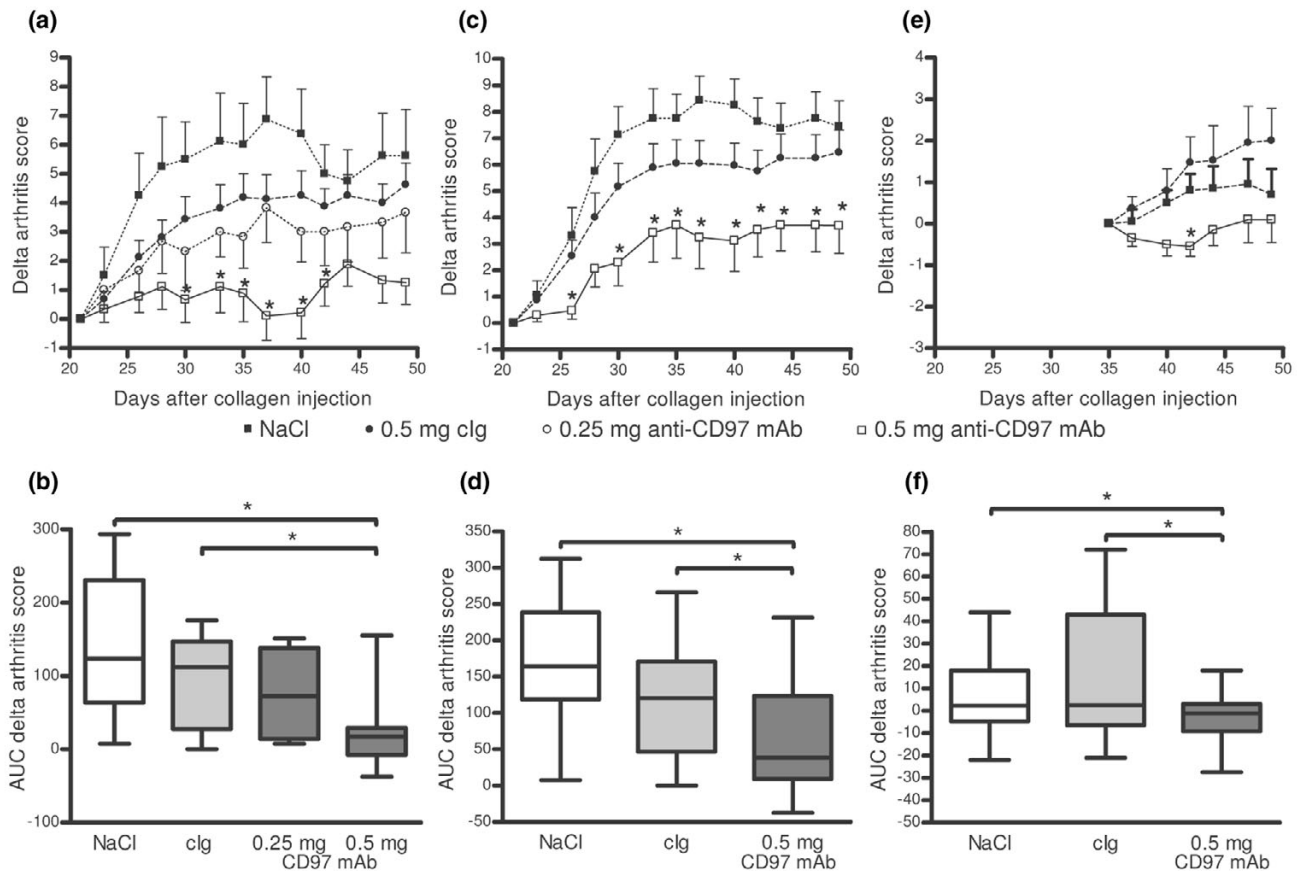 (a)
Delta arthritis score
9
8
7
6
5
4
3
2
1
0
-1
20 25 30 35 40 45 50
* * * * * *
Days after collagen injection
(c)
Delta arthritis score
10
9
8
7
6
5
4
3
2
1
0
-1
20 25 30 35 40 45 50
* * * * * * * * * *
Days after collagen injection
(e)
Delta arthritis score
4
3
2
1
0
-1
-2
-3
20 25 30 35 40 45 50
*
Days after collagen injection
■ NaCl ● 0.5 mg cIg ○ 0.25 mg anti-CD97 mAb □ 0.5 mg anti-CD97 mAb
(b)
AUC delta arthritis score
300
200
100
0
-100
*
*
NaCl cIg 0.25 mg 0.5 mg
CD97 mAb
(d)
AUC delta arthritis score
350
300
250
200
150
100
50
0
-50
*
*
NaCl cIg 0.5 mg
CD97 mAb
(f)
AUC delta arthritis score
80
70
60
50
40
30
20
10
0
-10
-20
-30
-40
-50
*
*
NaCl cIg 0.5 mg
CD97 mAb